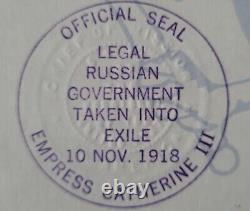 OFFICIAL SEAL
LEGAL
RUSSIAN
GOVERNMENT
TAKEN INTO
EXILE
10 NOV. 1918
EMPRESS CATHERINE III